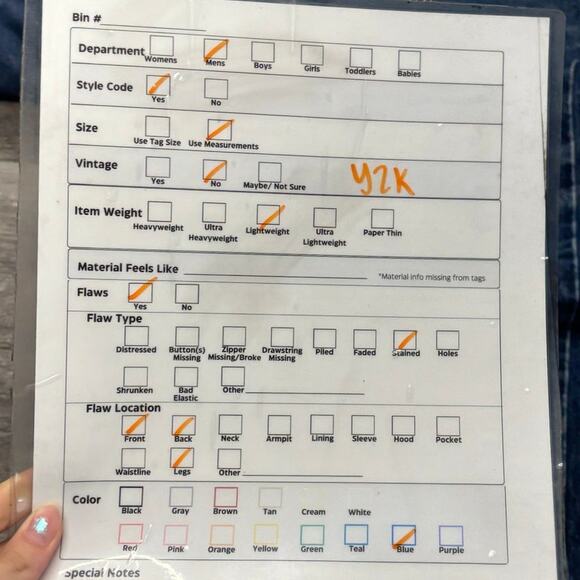 Bin #
Department
Womens Mens Boys Girls Toddlers Babies
Style Code
Yes No
Size
Use Tag Size Use Measurements
Vintage
Yes No Maybe/ Not Sure
Y2K
Item Weight
Heavyweight Ultra Heavyweight Lightweight Ultra Lightweight Paper Thin
Material Feels Like *Material info missing from tags
Flaws
Yes No
Flaw Type
Distressed Button(s) Missing Zipper Missing/Broke Drawstring Missing Piled Faded Stained Holes
Shrunken Bad Elastic Other
Flaw Location
Front Back Neck Armpit Lining Sleeve Hood Pocket
Waistline Legs Other
Color
Black Gray Brown Tan Cream White
Red Pink Orange Yellow Green Teal Blue Purple
Special Notes